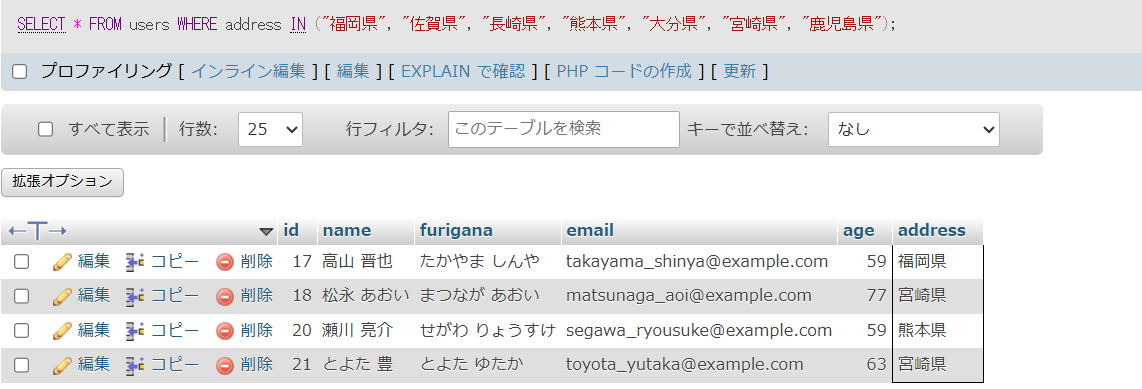 SELECT * FROM users WHERE address IN ("福岡県", "佐賀県", "長崎県", "熊本県", "大分県", "宮崎県", "鹿児島県");
プロファイリング [ インライン編集 ] [ 編集 ] [ EXPLAIN で確認 ] [ PHP コードの作成 ] [ 更新 ]
すべて表示 行数: 25 行フィルタ: このテーブルを検索 キーで並べ替え: なし
拡張オプション
←T→ id name furigana email age address
編集 コピー 削除 17 高山 晋也 たかやま しんや takayama_shinya@example.com 59 福岡県
編集 コピー 削除 18 松永 あおい まつなが あおい matsunaga_aoi@example.com 77 宮崎県
編集 コピー 削除 20 瀬川 亮介 せがわ りょうすけ segawa_ryousuke@example.com 59 熊本県
編集 コピー 削除 21 とよた 豊 とよた ゆたか toyota_yutaka@example.com 63 宮崎県